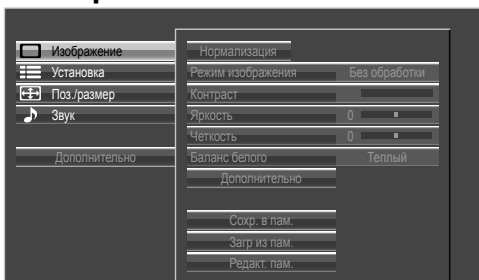 Изображение
Установка
Поз./размер
Звук
Дополнительно
Нормализация
Режим изображения Без обработки
Контраст
Яркость 0
Четкость 0
Баланс белого Теплый
Дополнительно
Сохр. в пам.
Загр из пам.
Редакт. пам.